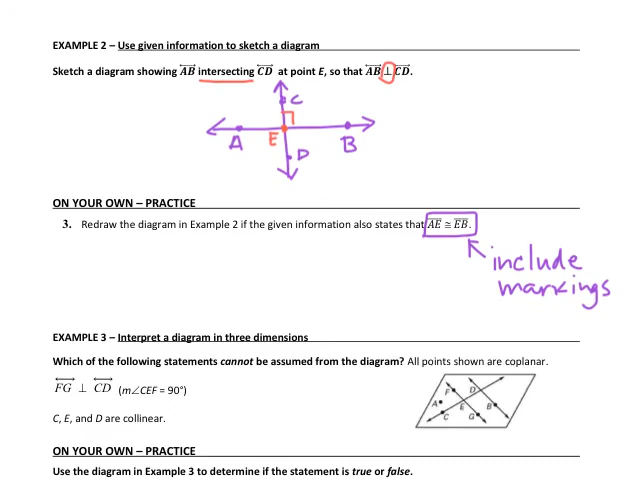 EXAMPLE 2 – Use given information to sketch a diagram
Sketch a diagram showing AB intersecting CD at point E, so that AB ⊥ CD.
C
A E D B
ON YOUR OWN – PRACTICE
3. Redraw the diagram in Example 2 if the given information also states that AE ≅ EB.
include
markings
EXAMPLE 3 – Interpret a diagram in three dimensions
Which of the following statements cannot be assumed from the diagram? All points shown are coplanar.
FG ⊥ CD (m∠CEF = 90°)
F D
A E B
C G
C, E, and D are collinear.
ON YOUR OWN – PRACTICE
Use the diagram in Example 3 to determine if the statement is true or false.